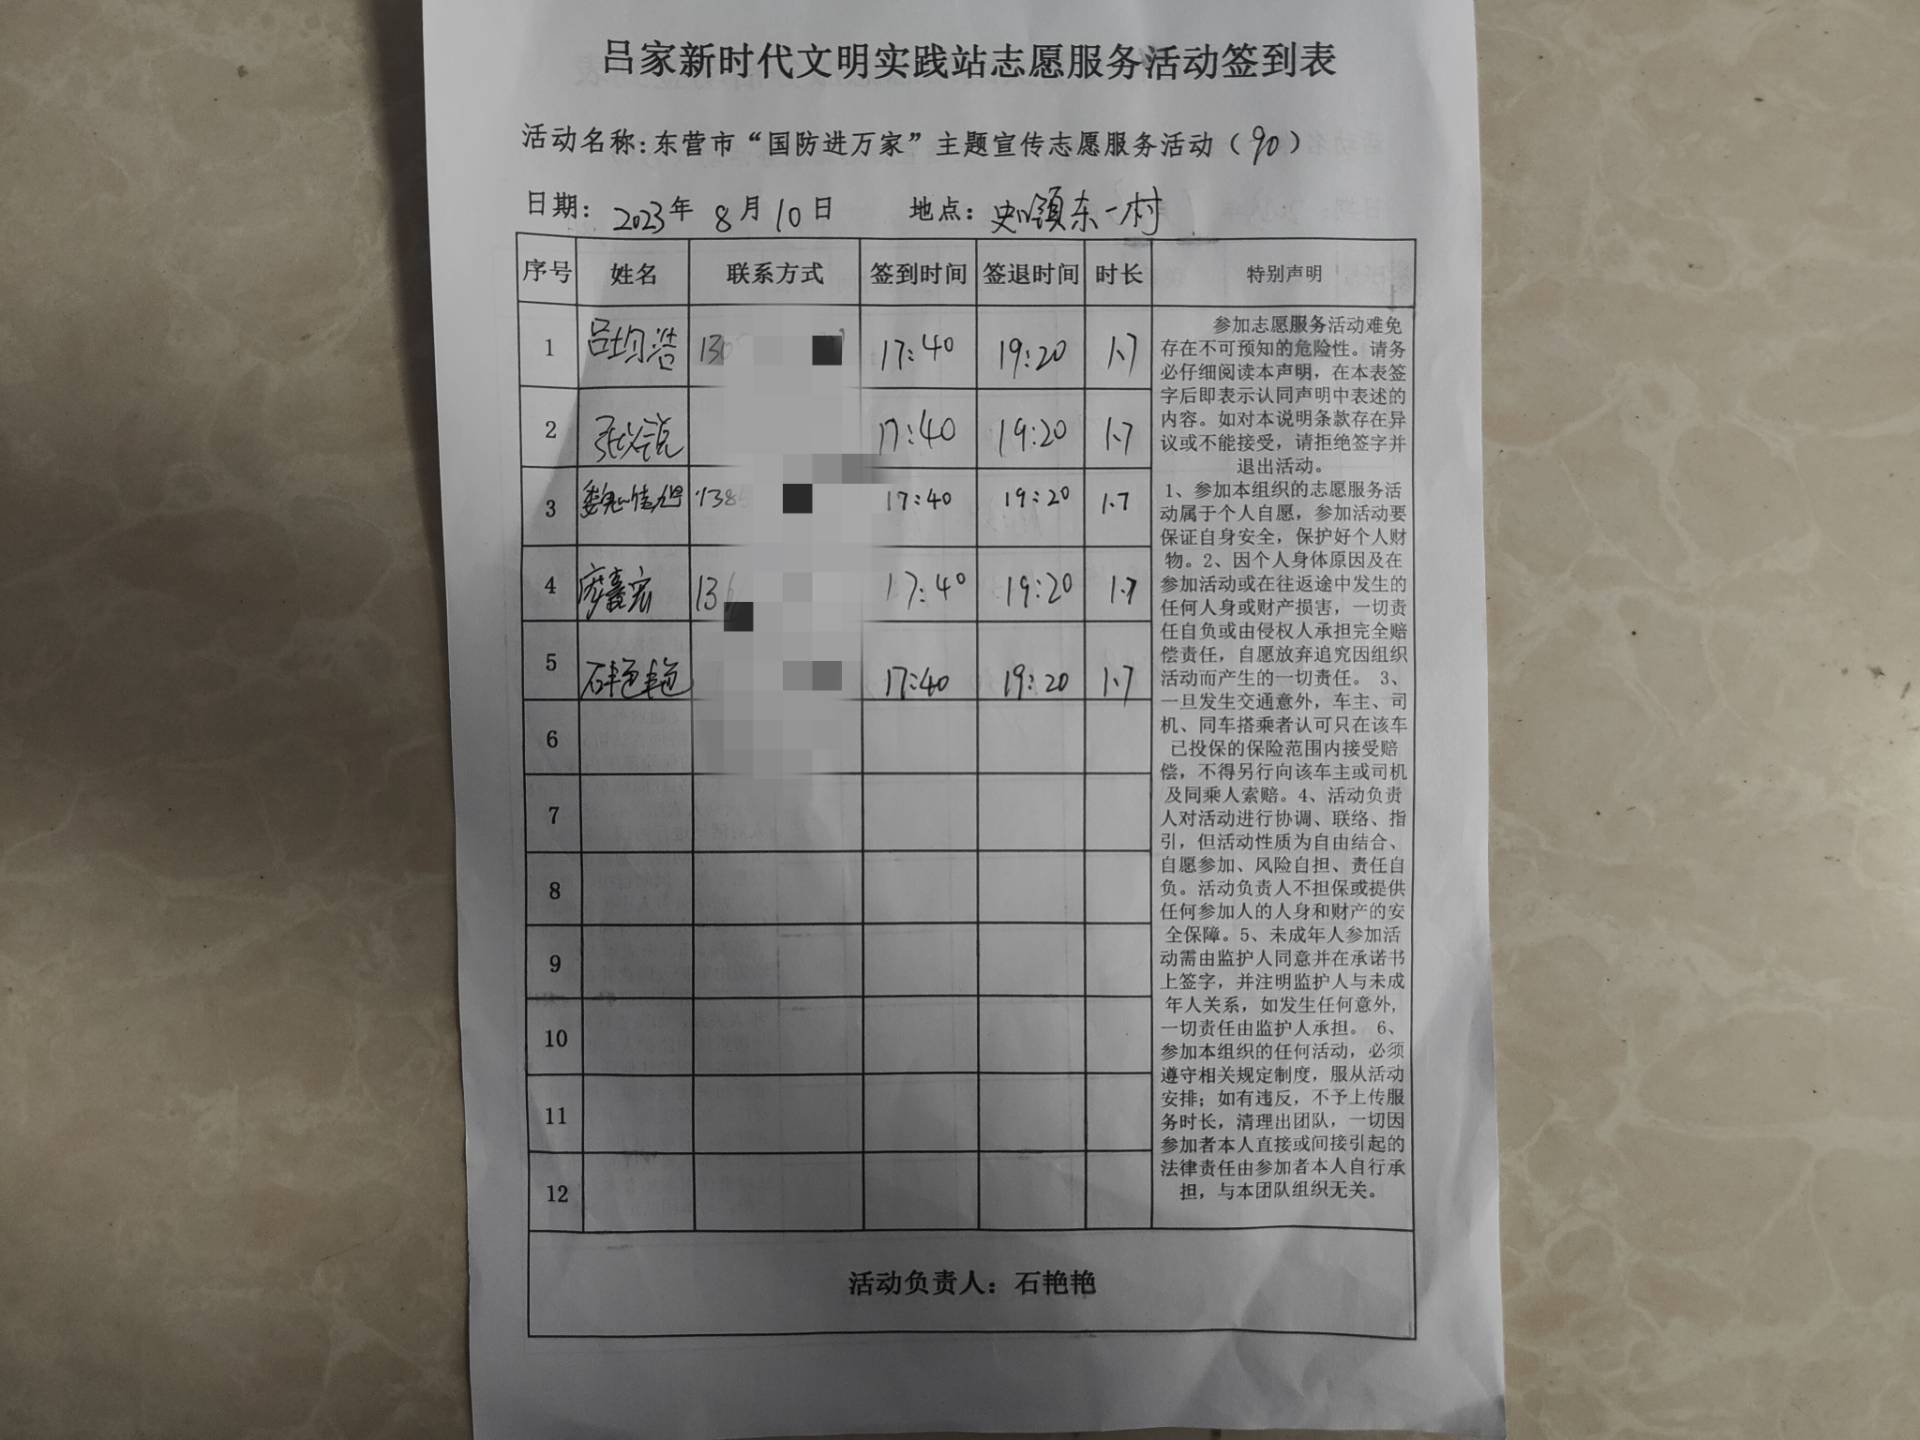 吕家新时代文明实践站志愿服务活动签到表
活动名称:东营市“国防进万家”主题宣传志愿服务活动（90）
日期: 2023年 8月10日 地点: 史口镇东一村
序号 姓名 联系方式 签到时间 签退时间 时长 特别声明
1 吕均浩 130 17:40 19:20 1.7
2 17:40 19:20 1.7
3 138 17:40 19:20 1.7
4 136 17:40 19:20 1.7
5 石艳艳 17:40 19:20 1.7
6
7
8
9
10
11
12
参加志愿服务活动难免
存在不可预知的危险性。请务
必仔细阅读本声明，在本表签
字后即表示认同声明中表述的
内容。如对本说明条款存在异
议或不能接受，请拒绝签字并
退出活动。
1、参加本组织的志愿服务活
动属于个人自愿，参加活动要
保证自身安全，保护好个人财
物。2、因个人身体原因及在
参加活动或在往返途中发生的
任何人身或财产损害，一切责
任自负或由侵权人承担完全赔
偿责任，自愿放弃追究因组织
活动而产生的一切责任。 3、
一旦发生交通意外，车主、司
机、同车搭乘者认可只在该车
已投保的保险范围内接受赔
偿，不得另行向该车主或司机
及同乘人索赔。4、活动负责
人对活动进行协调、联络、指
引，但活动性质为自由结合、
自愿参加、风险自担、责任自
负。活动负责人不担保或提供
任何参加人的人身和财产的安
全保障。5、未成年人参加活
动需由监护人同意并在承诺书
上签字，并注明监护人与未成
年人关系，如发生任何意外，
一切责任由监护人承担。 6、
参加本组织的任何活动，必须
遵守相关规定制度，服从活动
安排；如有违反，不予上传服
务时长，清理出团队，一切因
参加者本人直接或间接引起的
法律责任由参加者本人自行承
担，与本团队组织无关。
活动负责人：石艳艳